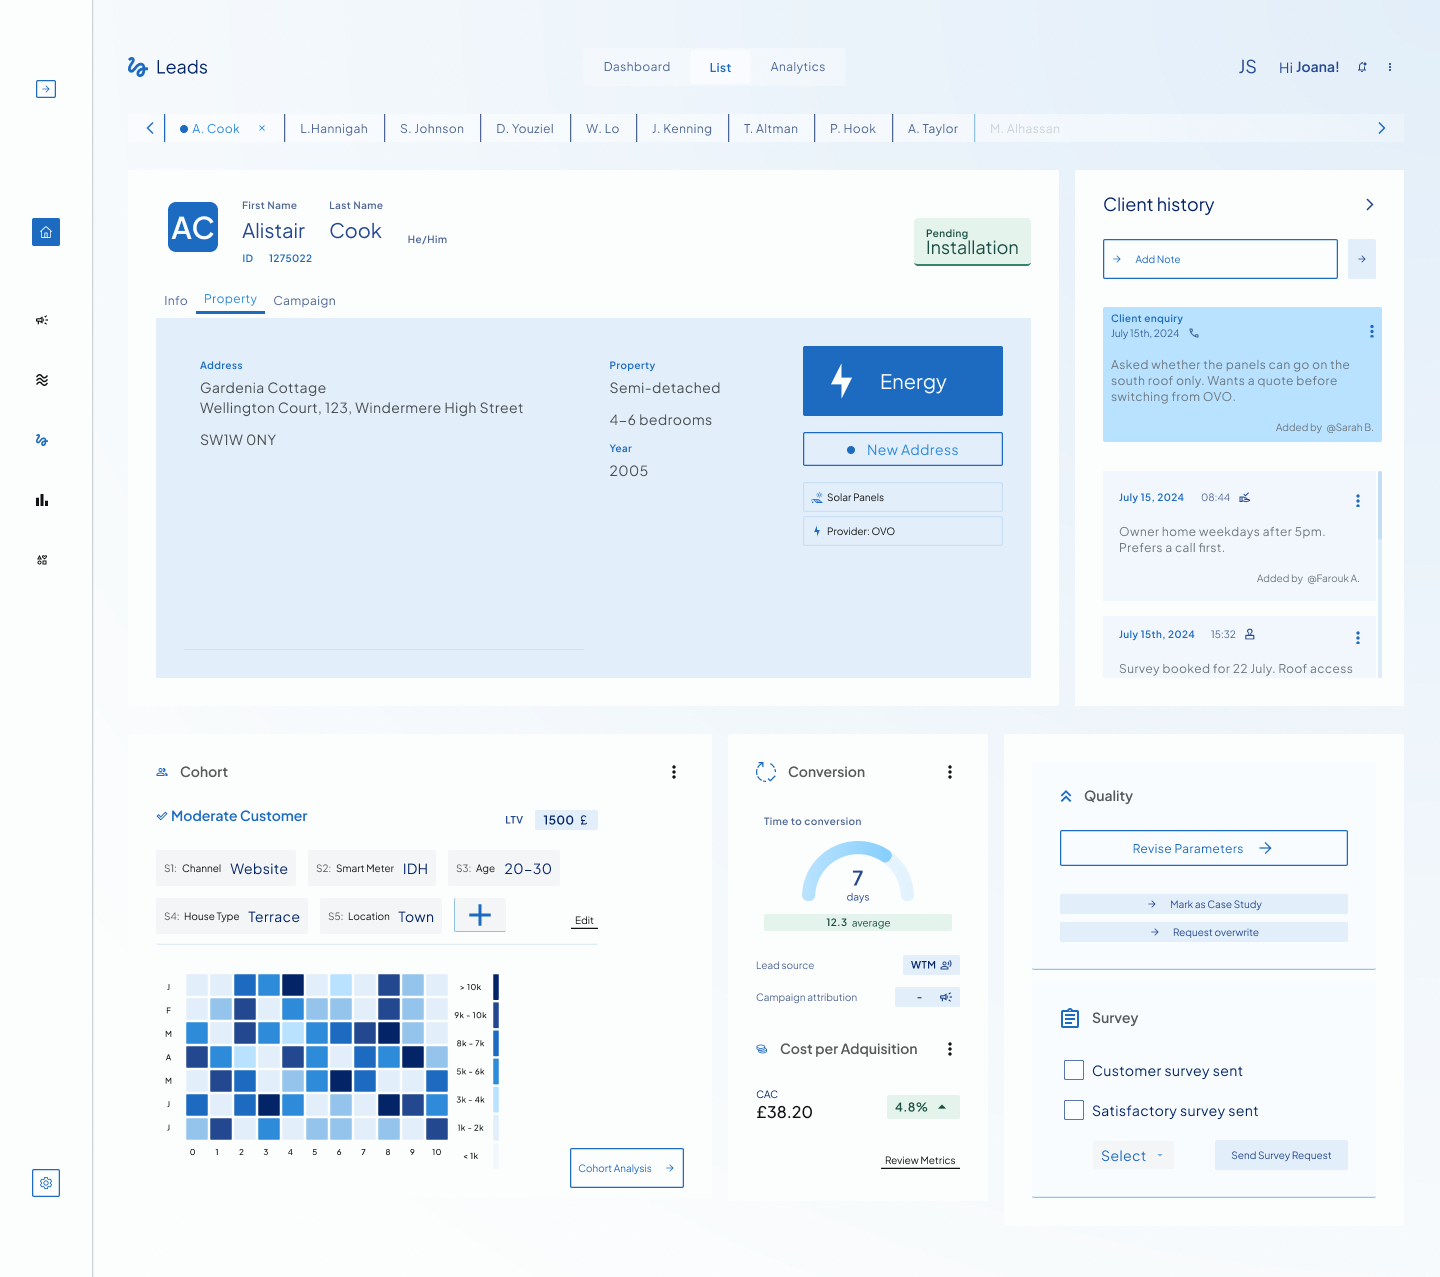 Leads
Dashboard
List
Analytics
JS
Hi Joana!
A. Cook ×
L.Hannigah
S. Johnson
D. Youziel
W. Lo
J. Kenning
T. Altman
P. Hook
A. Taylor
M. Alhassan
AC
First Name
Last Name
Alistair
Cook
He/Him
ID 1275022
Pending
Installation
Info
Property
Campaign
Address
Gardenia Cottage
Wellington Court, 123, Windermere High Street
SW1W 0NY
Property
Semi-detached
4-6 bedrooms
Year
2005
Energy
New Address
Solar Panels
Provider: OVO
Client history
Add Note
Client enquiry
July 15th, 2024
Asked whether the panels can go on the
south roof only. Wants a quote before
switching from OVO.
Added by @Sarah B.
July 15, 2024 08:44
Owner home weekdays after 5pm.
Prefers a call first.
Added by @Farouk A.
July 15th, 2024 15:32
Survey booked for 22 July. Roof access
Cohort
Moderate Customer
LTV 1500 £
S1: Channel Website
S2: Smart Meter IDH
S3: Age 20-30
S4: House Type Terrace
S5: Location Town
Edit
J
F
M
A
M
J
J
0 1 2 3 4 5 6 7 8 9 10
> 10k
9k - 10k
8k - 7k
5k - 6k
3k - 4k
1k - 2k
< 1k
Cohort Analysis
Conversion
Time to conversion
7
days
12.3 average
Lead source WTM
Campaign attribution -
Cost per Adquisition
CAC
£38.20
4.8%
Review Metrics
Quality
Revise Parameters
Mark as Case Study
Request overwrite
Survey
Customer survey sent
Satisfactory survey sent
Select
Send Survey Request